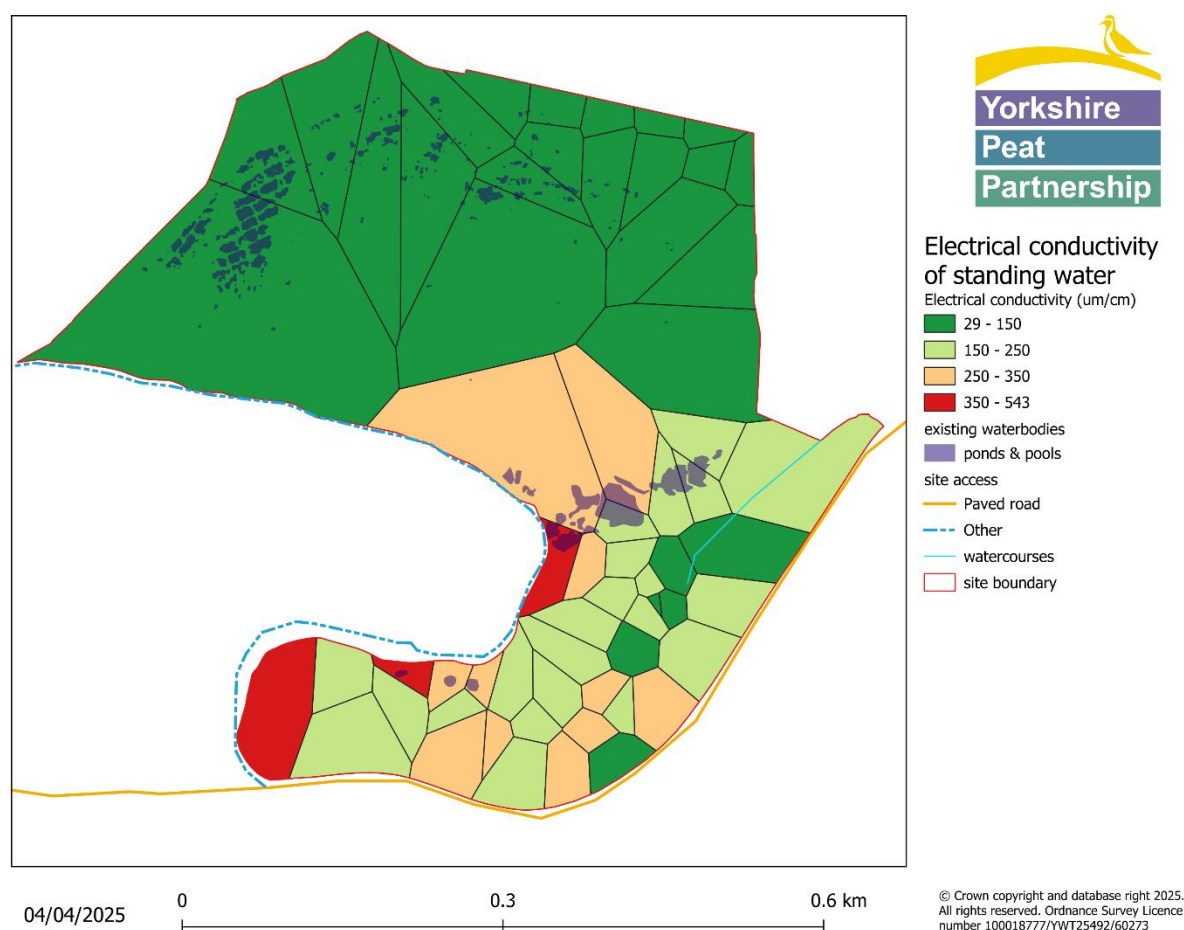 Yorkshire
Peat
Partnership
Electrical conductivity
of standing water
Electrical conductivity (um/cm)
29 - 150
150 - 250
250 - 350
350 - 543
existing waterbodies
ponds & pools
site access
Paved road
Other
watercourses
site boundary
04/04/2025
0
0.3
0.6 km
© Crown copyright and database right 2025.
All rights reserved. Ordnance Survey Licence
number 100018777/YWT25492/60273